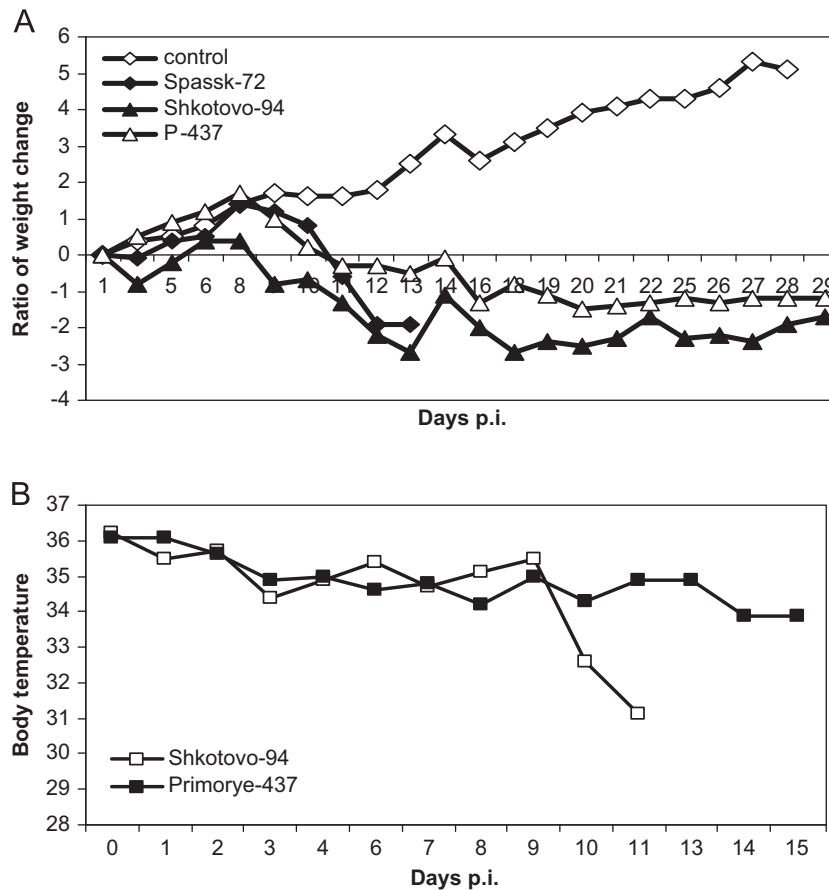 A
6
5
4
3
2
1
0
-1
-2
-3
-4
Ratio of weight change
control
Spassk-72
Shkotovo-94
P-437
1 5 6 8 10 11 12 13 14 16 18 19 20 21 22 25 26 27 28 29
Days p.i.
B
37
36
35
34
33
32
31
30
29
28
Body temperature
Shkotovo-94
Primorye-437
0 1 2 3 4 6 7 8 9 10 11 13 14 15
Days p.i.